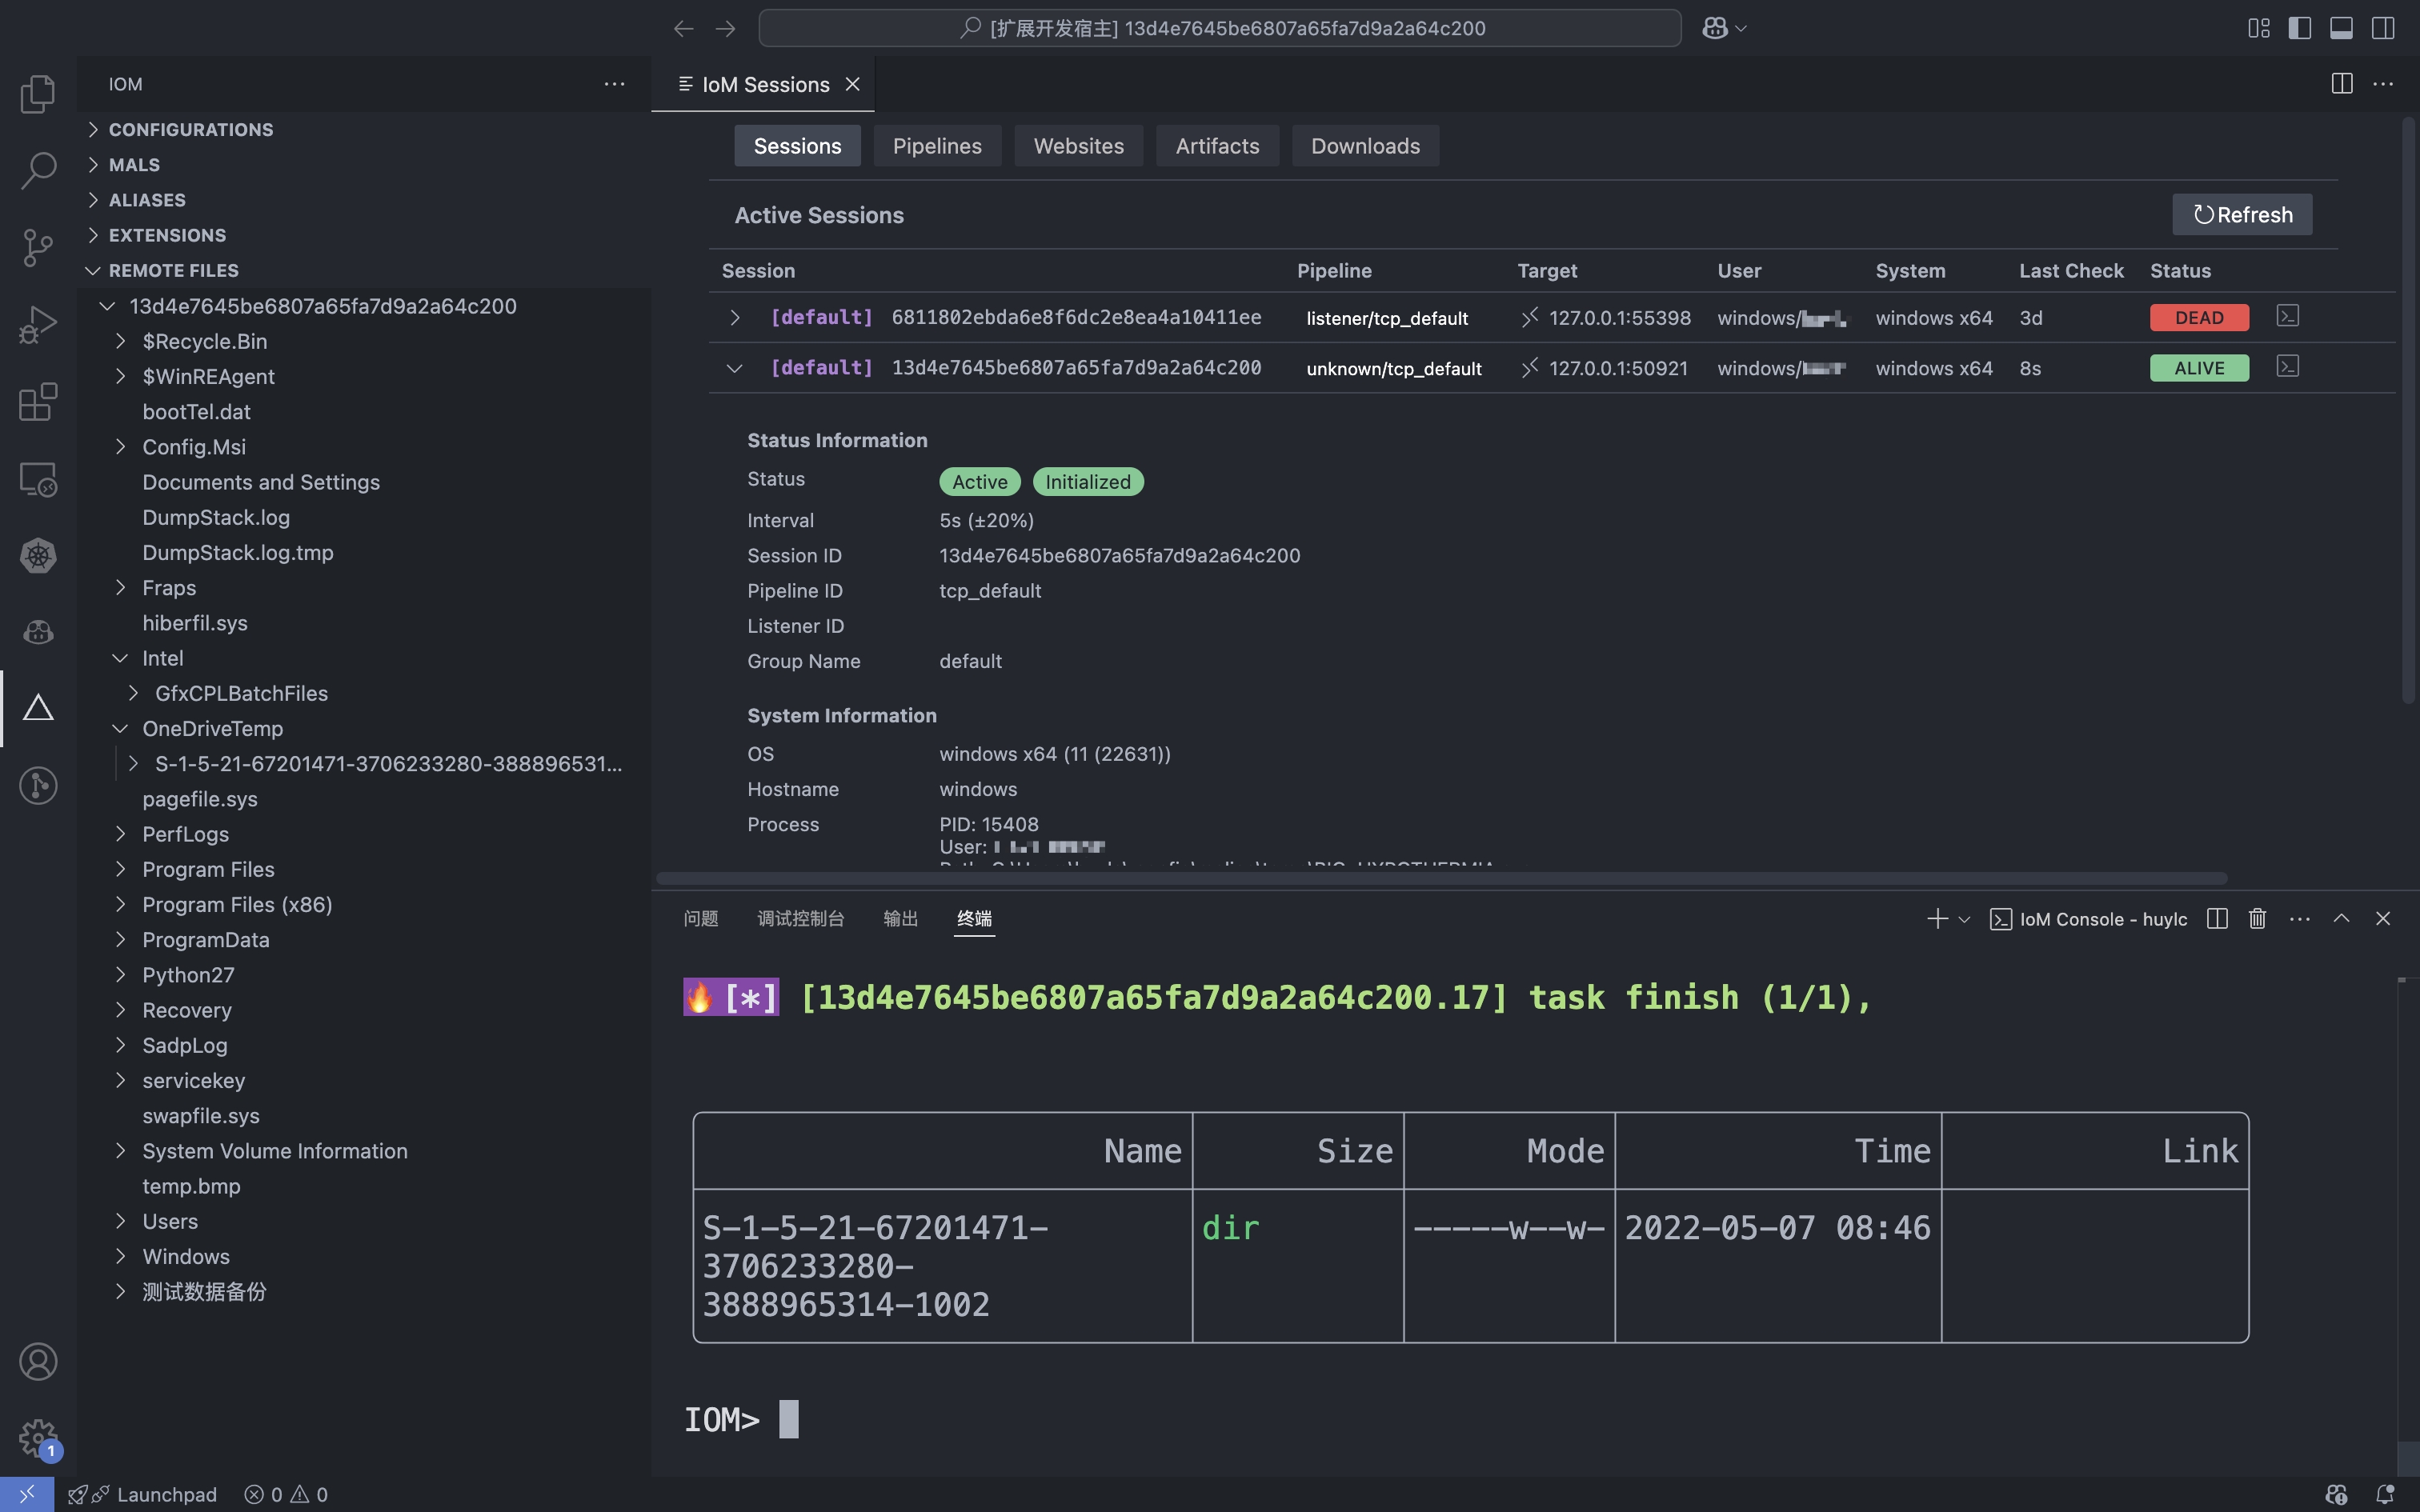 [扩展开发宿主] 13d4e7645be6807a65fa7d9a2a64c200
IOM
CONFIGURATIONS
MALS
ALIASES
EXTENSIONS
REMOTE FILES
13d4e7645be6807a65fa7d9a2a64c200
$Recycle.Bin
$WinREAgent
bootTel.dat
Config.Msi
Documents and Settings
DumpStack.log
DumpStack.log.tmp
Fraps
hiberfil.sys
Intel
GfxCPLBatchFiles
OneDriveTemp
S-1-5-21-67201471-3706233280-388896531...
pagefile.sys
PerfLogs
Program Files
Program Files (x86)
ProgramData
Python27
Recovery
SadpLog
servicekey
swapfile.sys
System Volume Information
temp.bmp
Users
Windows
测试数据备份
IoM Sessions
Sessions Pipelines Websites Artifacts Downloads
Active Sessions Refresh
Session Pipeline Target User System Last Check Status
[default] 6811802ebda6e8f6dc2e8ea4a10411ee listener/tcp_default 127.0.0.1:55398 windows/ windows x64 3d DEAD
[default] 13d4e7645be6807a65fa7d9a2a64c200 unknown/tcp_default 127.0.0.1:50921 windows/ windows x64 8s ALIVE
Status Information
Status Active Initialized
Interval 5s (±20%)
Session ID 13d4e7645be6807a65fa7d9a2a64c200
Pipeline ID tcp_default
Listener ID
Group Name default
System Information
OS windows x64 (11 (22631))
Hostname windows
Process PID: 15408
User:
问题 调试控制台 输出 终端 IoM Console - huylc
[*] [13d4e7645be6807a65fa7d9a2a64c200.17] task finish (1/1),
Name Size Mode Time Link
S-1-5-21-67201471- dir -----w--w- 2022-05-07 08:46
3706233280-
3888965314-1002
IOM>
1
Launchpad 0 0